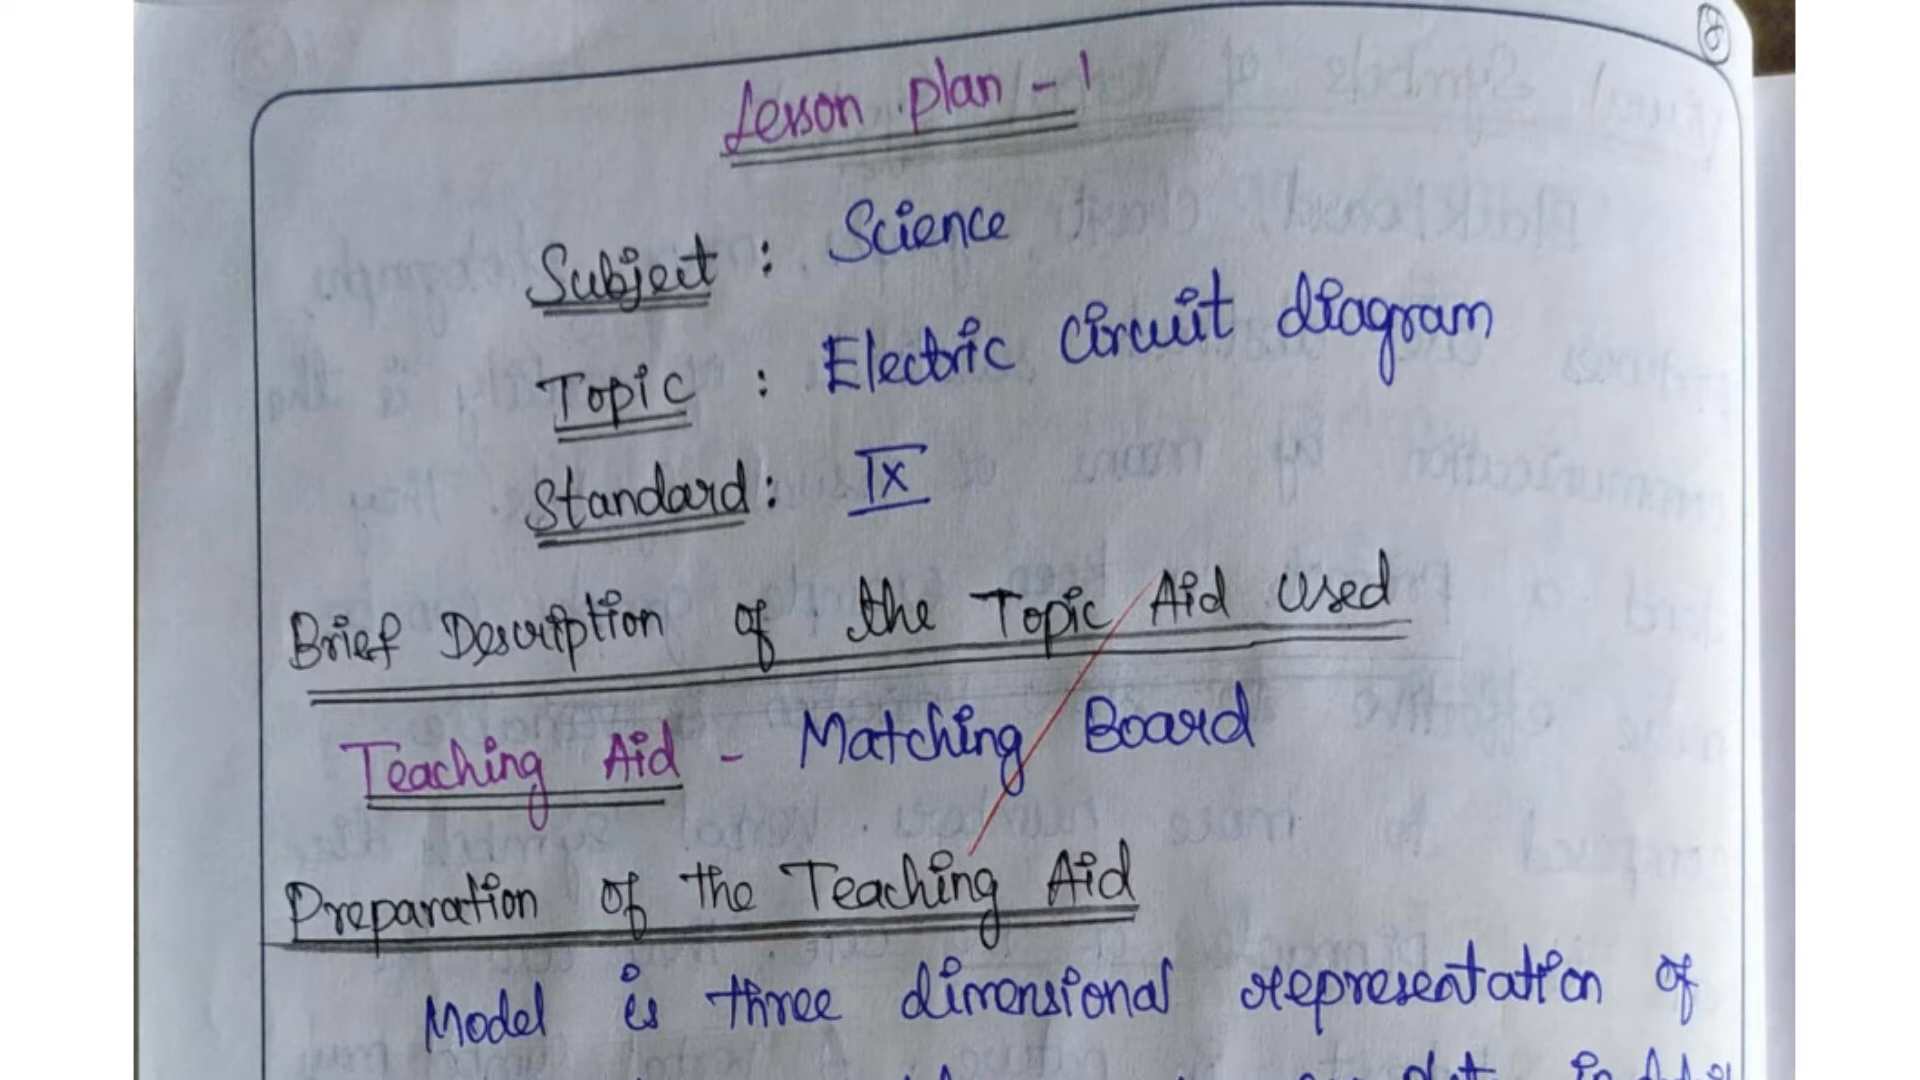 8
Lesson plan - 1
Subject : Science
Topic : Electric circuit diagram
Standard : IX
Brief Description of the Topic Aid Used
Teaching Aid - Matching Board
Preparation of the Teaching Aid
Model is three dimensional representation of